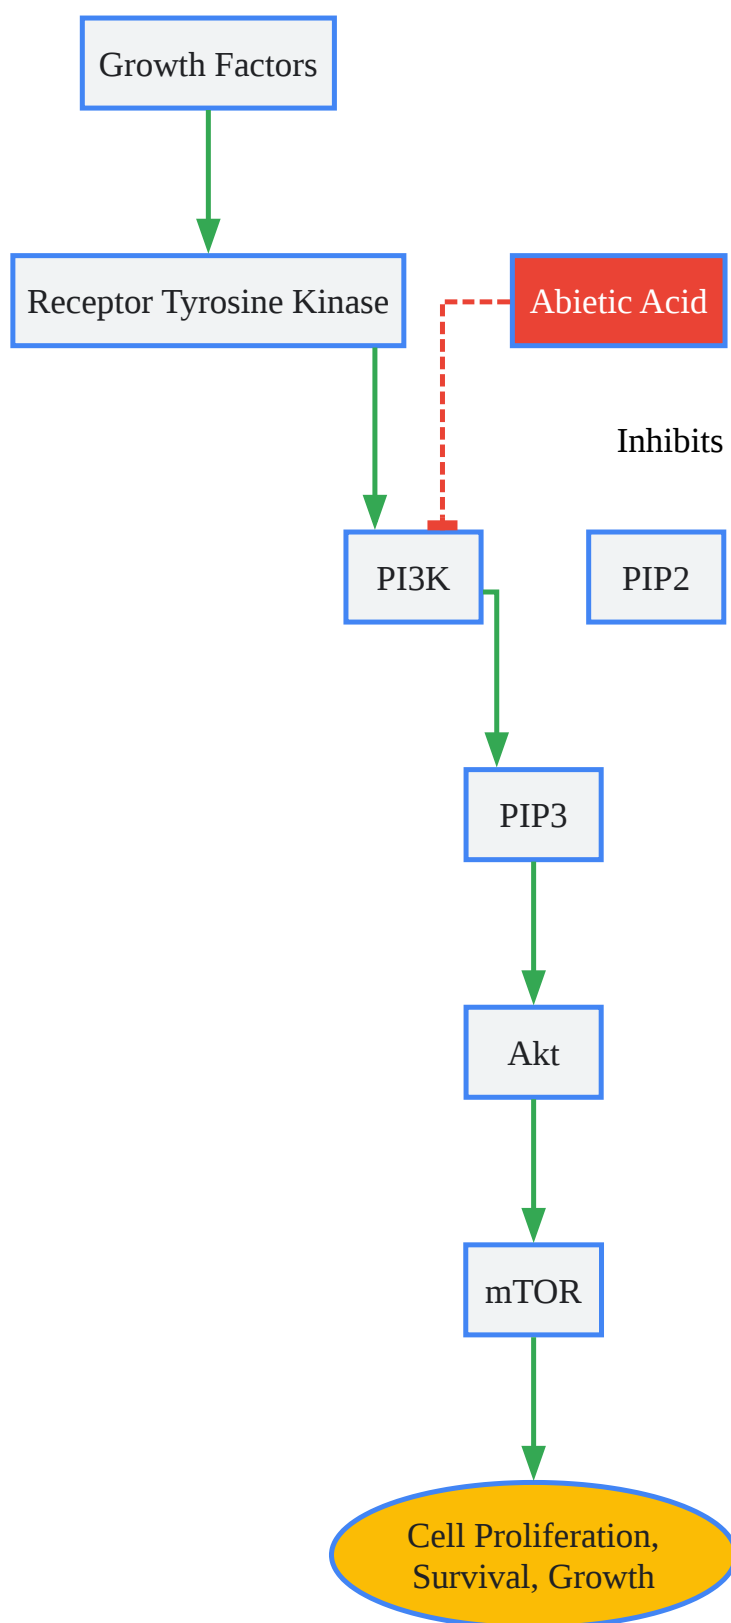 Growth Factors
Receptor Tyrosine Kinase
Abietic Acid
Inhibits
PI3K
PIP2
PIP3
Akt
mTOR
Cell Proliferation,
Survival, Growth